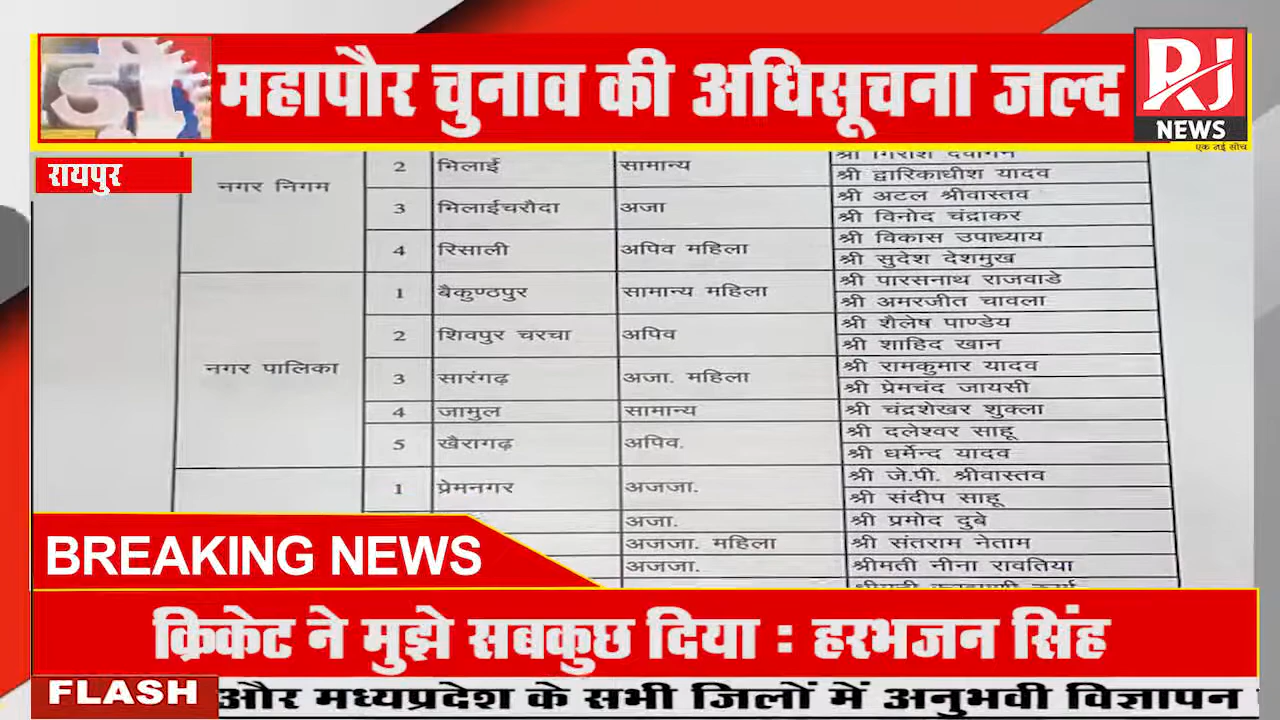 महापौर चुनाव की अधिसूचना जल्द
RJ
NEWS
एक नई सोच
रायपुर
नगर निगम
2 भिलाई सामान्य
श्री द्वारिकाधीश यादव
3 भिलाईचरौदा अजा श्री अटल श्रीवास्तव
श्री विनोद चंद्राकर
4 रिसाली अपिव महिला श्री विकास उपाध्याय
श्री सुदेश देशमुख
नगर पालिका
1 बैकुण्ठपुर सामान्य महिला श्री पारसनाथ राजवाडे
श्री अमरजीत चावला
2 शिवपुर चरचा अपिव श्री शैलेष पाण्डेय
श्री शाहिद खान
3 सारंगढ़ अजा. महिला श्री रामकुमार यादव
श्री प्रेमचंद जायसी
4 जामुल सामान्य श्री चंद्रशेखर शुक्ला
5 खैरागढ़ अपिव. श्री दलेश्वर साहू
श्री धर्मेन्द यादव
1 प्रेमनगर अजजा. श्री जे.पी. श्रीवास्तव
श्री संदीप साहू
अजा. श्री प्रमोद दुबे
अजजा. महिला श्री संतराम नेताम
अजजा. श्रीमती नीना रावतिया
BREAKING NEWS
क्रिकेट ने मुझे सबकुछ दिया : हरभजन सिंह
FLASH और मध्यप्रदेश के सभी जिलों में अनुभवी विज्ञापन